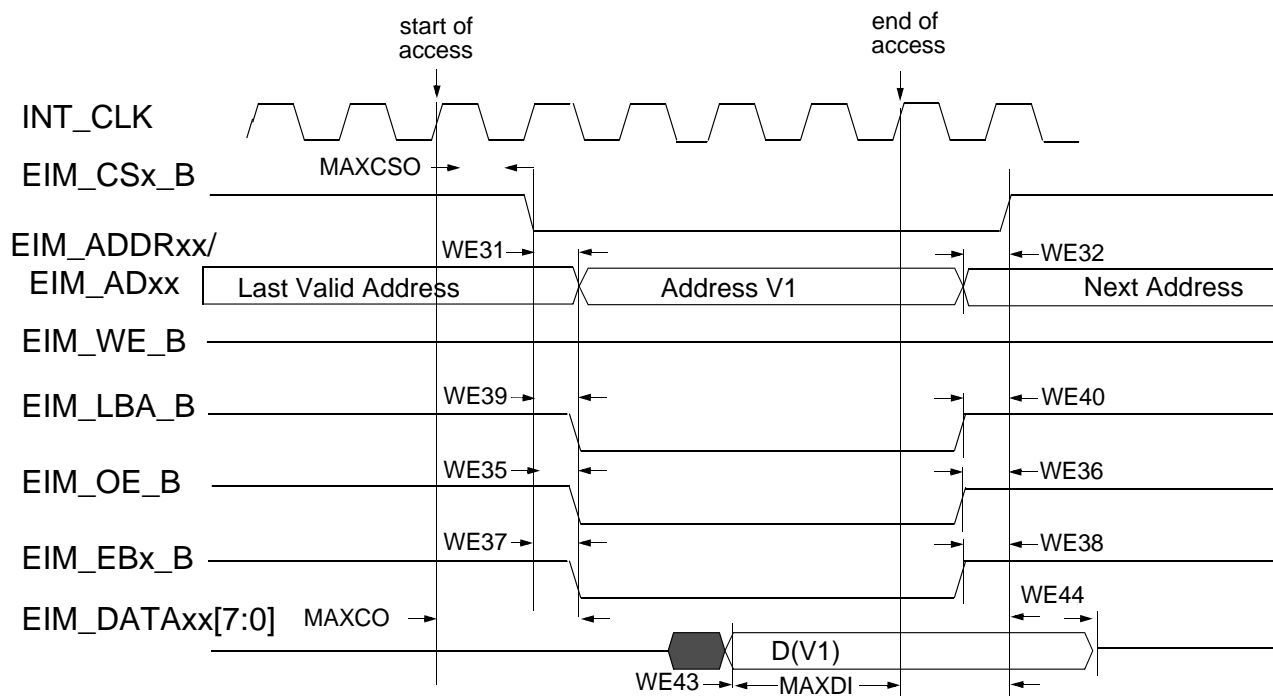 start of
access
end of
access
INT_CLK
MAXCSO
EIM_CSx_B
EIM_ADDRxx/
EIM_ADxx
WE31
WE32
Last Valid Address
Address V1
Next Address
EIM_WE_B
EIM_LBA_B
WE39
WE40
EIM_OE_B
WE35
WE36
EIM_EBx_B
WE37
WE38
EIM_DATAxx[7:0]
MAXCO
WE44
D(V1)
WE43
MAXDI